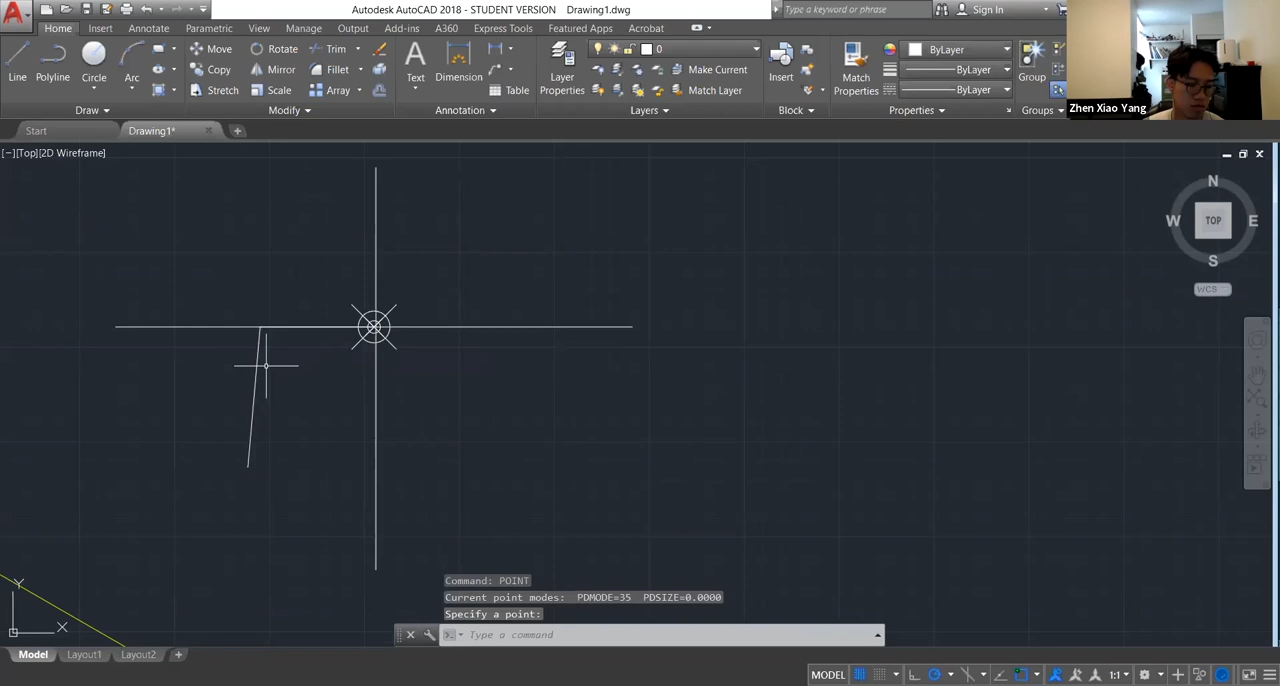 Autodesk AutoCAD 2018 - STUDENT VERSION Drawing1.dwg
Type a keyword or phrase
Sign In
Home Insert Annotate Parametric View Manage Output Add-ins A360 Express Tools Featured Apps Acrobat
Line Polyline Circle Arc
Move Rotate Trim
Copy Mirror Fillet
Stretch Scale Array
Text Dimension Table
Layer Properties
0
Make Current
Match Layer
Insert
Match Properties
ByLayer
ByLayer
ByLayer
Group
Draw Modify Annotation Layers Block Properties Groups
Zhen Xiao Yang
Start Drawing1*
[−][Top][2D Wireframe]
N
W TOP E
S
WCS
Command: POINT
Current point modes: PDMODE=35 PDSIZE=0.0000
Specify a point:
Type a command
Y
X
Model Layout1 Layout2
MODEL 1:1